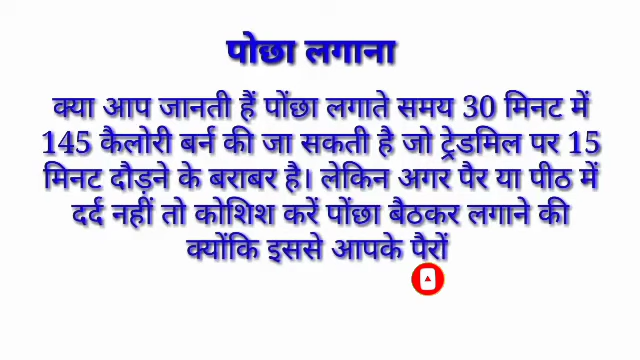 पोछा लगाना
क्या आप जानती हैं पोंछा लगाते समय 30 मिनट में
145 कैलोरी बर्न की जा सकती है जो ट्रेडमिल पर 15
मिनट दौड़ने के बराबर है। लेकिन अगर पैर या पीठ में
दर्द नहीं तो कोशिश करें पोंछा बैठकर लगाने की
क्योंकि इससे आपके पैरों